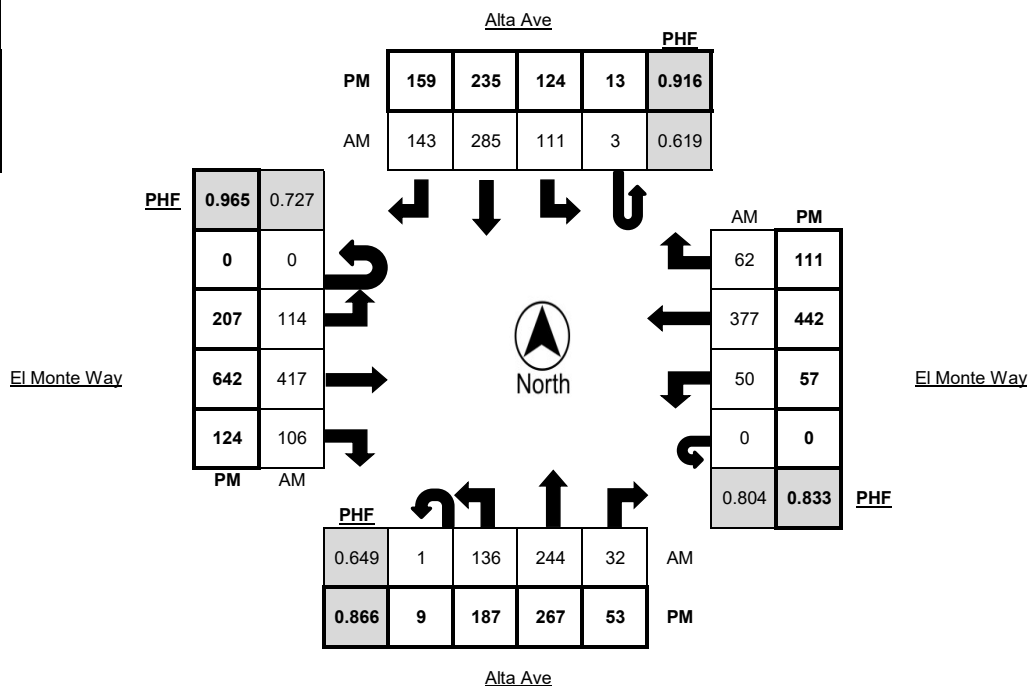 Alta Ave
PHF
PM 159 235 124 13 0.916
AM 143 285 111 3 0.619
PHF 0.965 0.727
AM PM
0 0
62 111
207 114
377 442
North
El Monte Way
642 417
50 57
El Monte Way
124 106
0 0
PM AM
0.804 0.833 PHF
PHF
0.649 1 136 244 32 AM
0.866 9 187 267 53 PM
Alta Ave